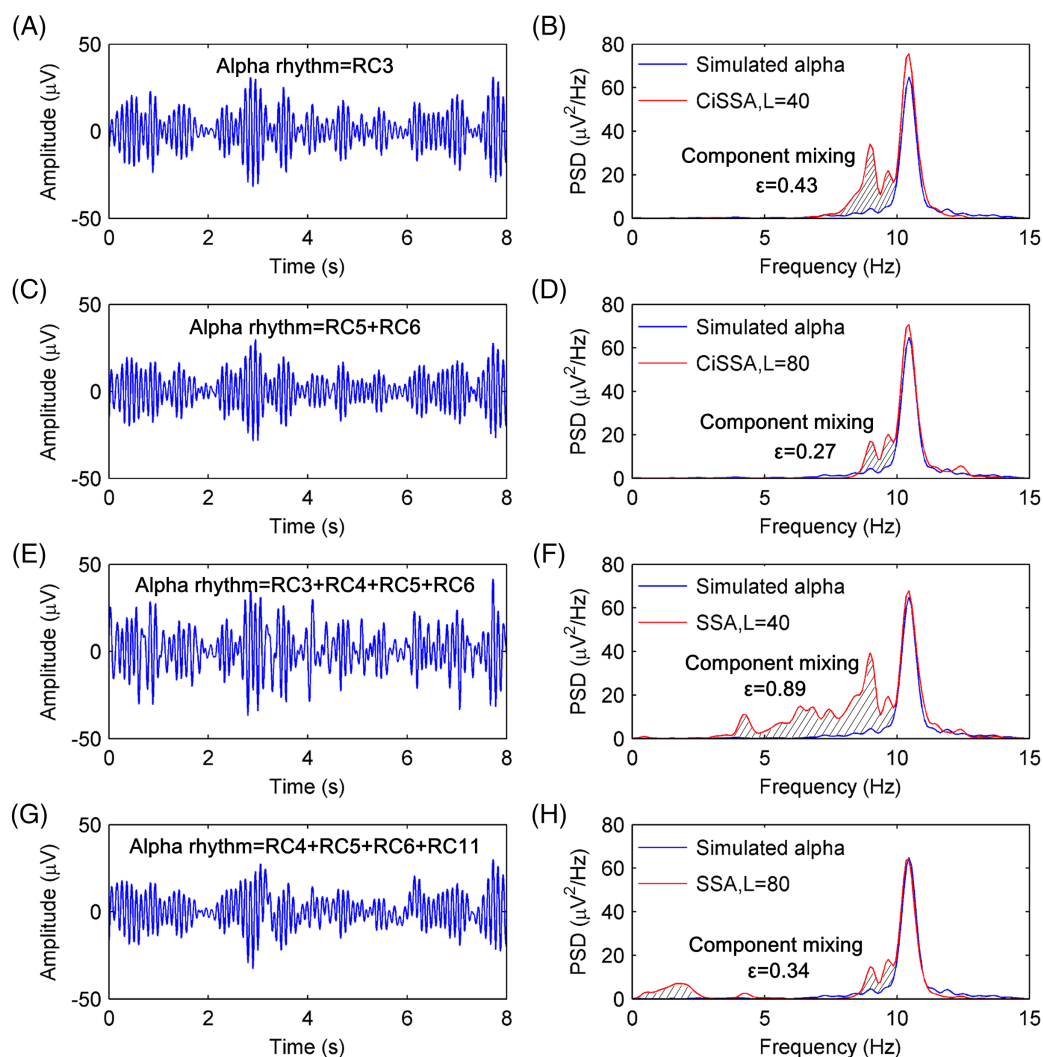 (A)
50
0
-50
Amplitude (μV)
Alpha rhythm=RC3
0 2 4 6 8
Time (s)
(B)
80
60
40
20
0
PSD (μV²/Hz)
Simulated alpha
CiSSA,L=40
Component mixing
ε=0.43
0 5 10 15
Frequency (Hz)
(C)
50
0
-50
Amplitude (μV)
Alpha rhythm=RC5+RC6
0 2 4 6 8
Time (s)
(D)
80
60
40
20
0
PSD (μV²/Hz)
Simulated alpha
CiSSA,L=80
Component mixing
ε=0.27
0 5 10 15
Frequency (Hz)
(E)
50
0
-50
Amplitude (μV)
Alpha rhythm=RC3+RC4+RC5+RC6
0 2 4 6 8
Time (s)
(F)
80
60
40
20
0
PSD (μV²/Hz)
Simulated alpha
SSA,L=40
Component mixing
ε=0.89
0 5 10 15
Frequency (Hz)
(G)
50
0
-50
Amplitude (μV)
Alpha rhythm=RC4+RC5+RC6+RC11
0 2 4 6 8
Time (s)
(H)
80
60
40
20
0
PSD (μV²/Hz)
Simulated alpha
SSA,L=80
Component mixing
ε=0.34
0 5 10 15
Frequency (Hz)